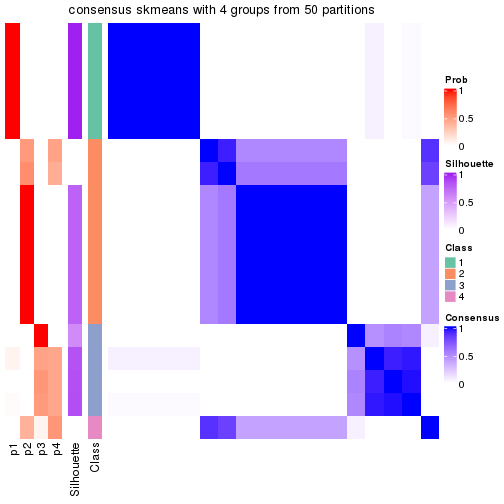 consensus skmeans with 4 groups from 50 partitions
Prob
1
0.5
0
Silhouette
1
0.5
0
Class
1
2
3
4
Consensus
1
0.5
0
p1
p2
p3
p4
Silhouette
Class